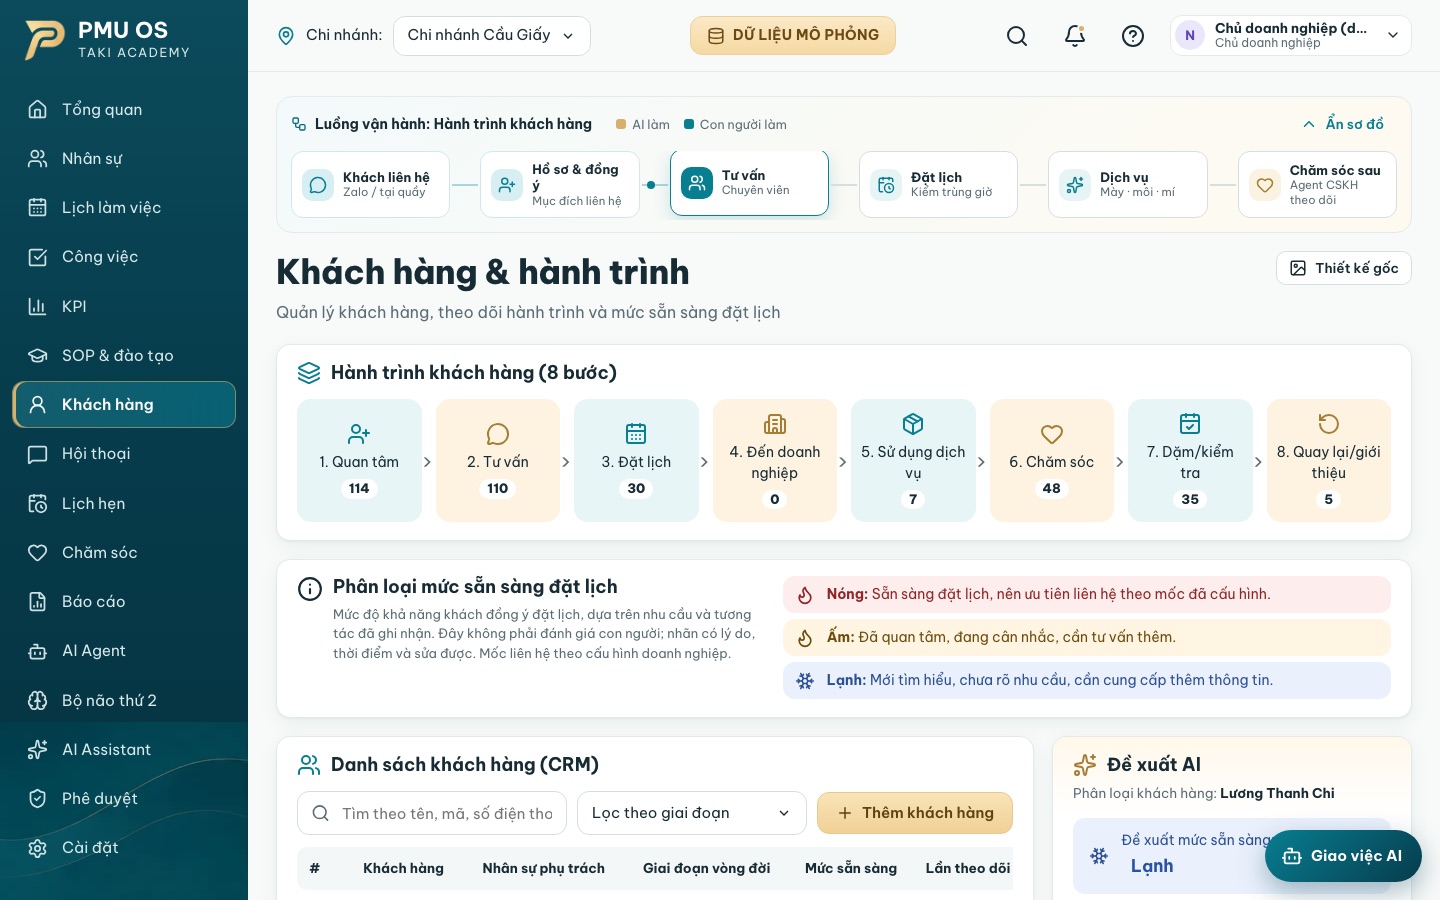 PMU OS
TAKI ACADEMY
Tổng quan
Nhân sự
Lịch làm việc
Công việc
KPI
SOP & đào tạo
Khách hàng
Hội thoại
Lịch hẹn
Chăm sóc
Báo cáo
AI Agent
Bộ não thứ 2
AI Assistant
Phê duyệt
Cài đặt
Chi nhánh:
Chi nhánh Cầu Giấy
DỮ LIỆU MÔ PHỎNG
N
Chủ doanh nghiệp (d...
Chủ doanh nghiệp
Luồng vận hành: Hành trình khách hàng
AI làm
Con người làm
Ẩn sơ đồ
Khách liên hệ
Zalo / tại quầy
Hồ sơ & đồng
ý
Mục đích liên hệ
Tư vấn
Chuyên viên
Đặt lịch
Kiểm trùng giờ
Dịch vụ
Mày · môi · mí
Chăm sóc sau
Agent CSKH
theo dõi
Khách hàng & hành trình
Thiết kế gốc
Quản lý khách hàng, theo dõi hành trình và mức sẵn sàng đặt lịch
Hành trình khách hàng (8 bước)
1. Quan tâm
114
2. Tư vấn
110
3. Đặt lịch
30
4. Đến doanh
nghiệp
0
5. Sử dụng dịch
vụ
7
6. Chăm sóc
48
7. Dặm/kiểm
tra
35
8. Quay lại/giới
thiệu
5
Phân loại mức sẵn sàng đặt lịch
Mức độ khả năng khách đồng ý đặt lịch, dựa trên nhu cầu và tương
tác đã ghi nhận. Đây không phải đánh giá con người; nhãn có lý do,
thời điểm và sửa được. Mốc liên hệ theo cấu hình doanh nghiệp.
Nóng: Sẵn sàng đặt lịch, nên ưu tiên liên hệ theo mốc đã cấu hình.
Ấm: Đã quan tâm, đang cân nhắc, cần tư vấn thêm.
Lạnh: Mới tìm hiểu, chưa rõ nhu cầu, cần cung cấp thêm thông tin.
Danh sách khách hàng (CRM)
Tìm theo tên, mã, số điện tho
Lọc theo giai đoạn
Thêm khách hàng
# Khách hàng Nhân sự phụ trách Giai đoạn vòng đời Mức sẵn sàng Lần theo dõi
Đề xuất AI
Phân loại khách hàng: Lương Thanh Chi
Đề xuất mức sẵn sàng
Lạnh
Giao việc AI